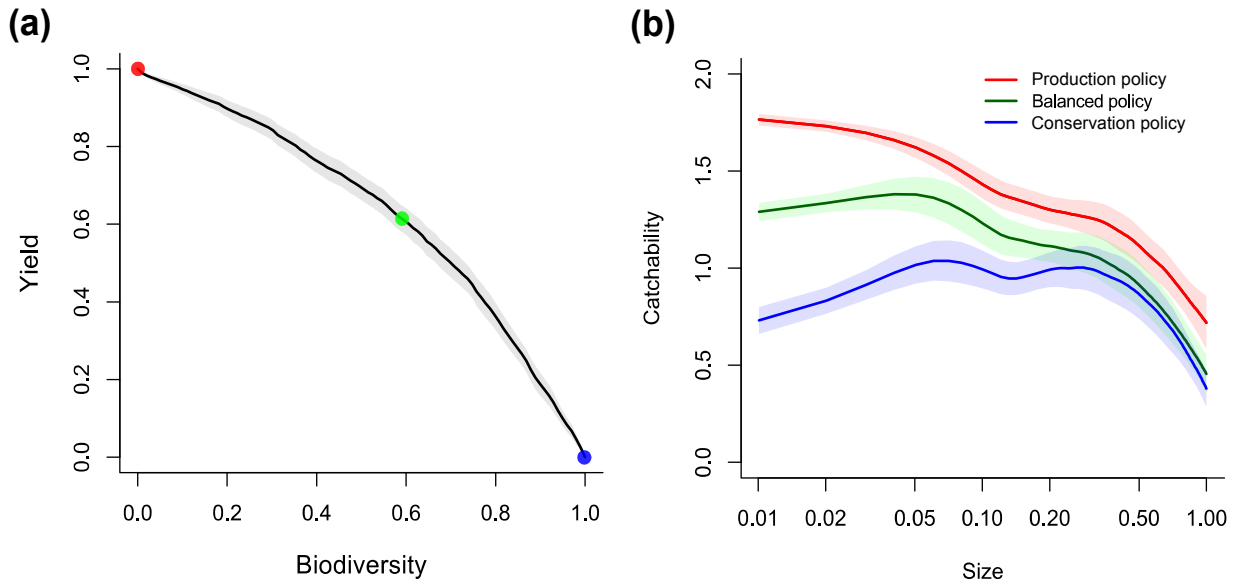 (a)
1.0
0.8
0.6
0.4
0.2
0.0
Yield
0.0 0.2 0.4 0.6 0.8 1.0
Biodiversity
(b)
2.0
1.5
1.0
0.5
0.0
Catchability
Production policy
Balanced policy
Conservation policy
0.01 0.02 0.05 0.10 0.20 0.50 1.00
Size